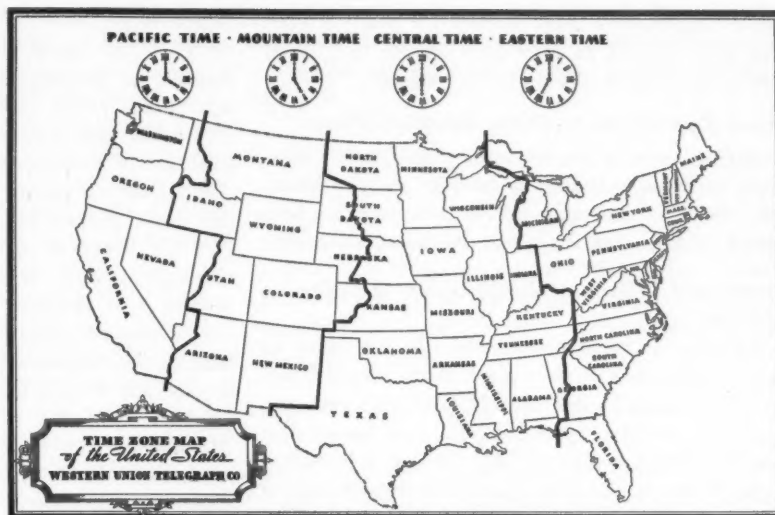 PACIFIC TIME · MOUNTAIN TIME CENTRAL TIME · EASTERN TIME
WASHINGTON
MONTANA
NORTH
DAKOTA
MINNESOTA
MAINE
VERMONT
OREGON
IDAHO
WYOMING
SOUTH
DAKOTA
WISCONSIN
MICHIGAN
NEW YORK
MASS.
CONN.
NEVADA
UTAH
COLORADO
NEBRASKA
IOWA
ILLINOIS
INDIANA
OHIO
PENNSYLVANIA
CALIFORNIA
KANSAS
MISSOURI
KENTUCKY
WEST
VIRGINIA
VIRGINIA
ARIZONA
NEW MEXICO
OKLAHOMA
ARKANSAS
TENNESSEE
NORTH CAROLINA
SOUTH
CAROLINA
TEXAS
LOUISIANA
MISSISSIPPI
ALABAMA
GEORGIA
FLORIDA
TIME ZONE MAP
of the United States
WESTERN UNION TELEGRAPH CO